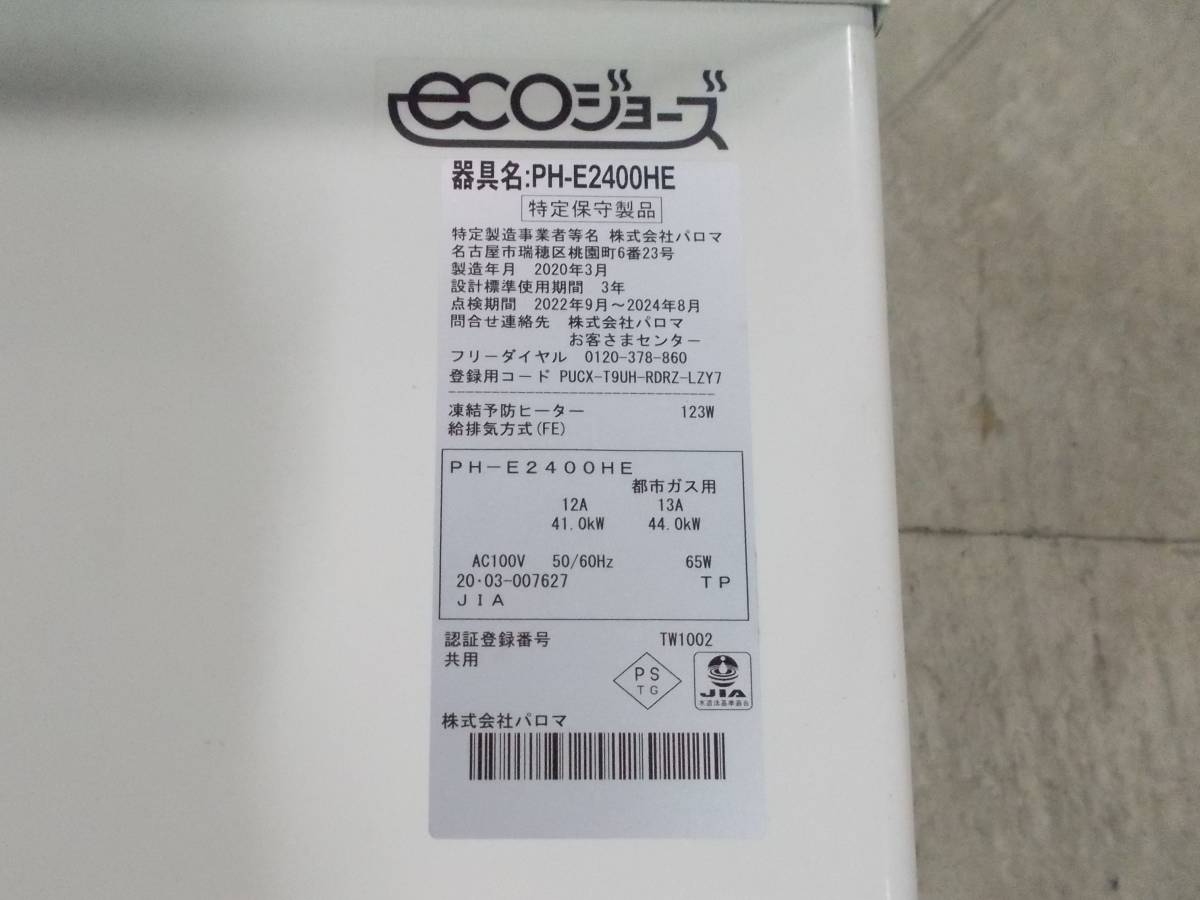 ecoジョーズ
器具名:PH-E2400HE
特定保守製品
特定製造事業者等名 株式会社パロマ
名古屋市瑞穂区桃園町6番23号
製造年月 2020年3月
設計標準使用期間 3年
点検期間 2022年9月～2024年8月
問合せ連絡先 株式会社パロマ
お客さまセンター
フリーダイヤル 0120-378-860
登録用コード PUCX-T9UH-RDRZ-LZY7
凍結予防ヒーター 123W
給排気方式(FE)
PH-E2400HE
都市ガス用
12A 13A
41.0kW 44.0kW
AC100V 50/60Hz 65W
20·03-007627 TP
JIA
認証登録番号 TW1002
共用
PS
TG
JIA
水道法基準適合
株式会社パロマ